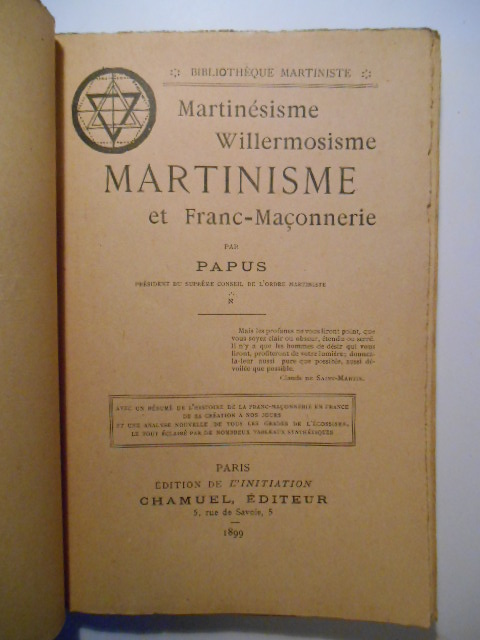 BIBLIOTHÈQUE MARTINISTE
Martinésisme
Willermosisme
MARTINISME
et Franc-Maçonnerie
PAR
PAPUS
PRÉSIDENT DU SUPRÊME CONSEIL DE L'ORDRE MARTINISTE
Mais les profanes ne vous liront point, que
vous soyez clair ou obscur, étendu ou serré.
Il n'y a que les hommes de désir qui vous
liront, profiteront de votre lumière; donnez-
la-leur aussi pure que possible, aussi dé-
voilée que possible.
Claude de SAINT-MARTIN.
AVEC UN RÉSUMÉ DE L'HISTOIRE DE LA FRANC-MAÇONNERIE EN FRANCE
DE SA CRÉATION A NOS JOURS
ET UNE ANALYSE NOUVELLE DE TOUS LES GRADES DE L'ÉCOSSISME,
LE TOUT ÉCLAIRÉ PAR DE NOMBREUX TABLEAUX SYNTHÉTIQUES
PARIS
ÉDITION DE L'INITIATION
CHAMUEL, ÉDITEUR
5, rue de Savoie, 5
1899